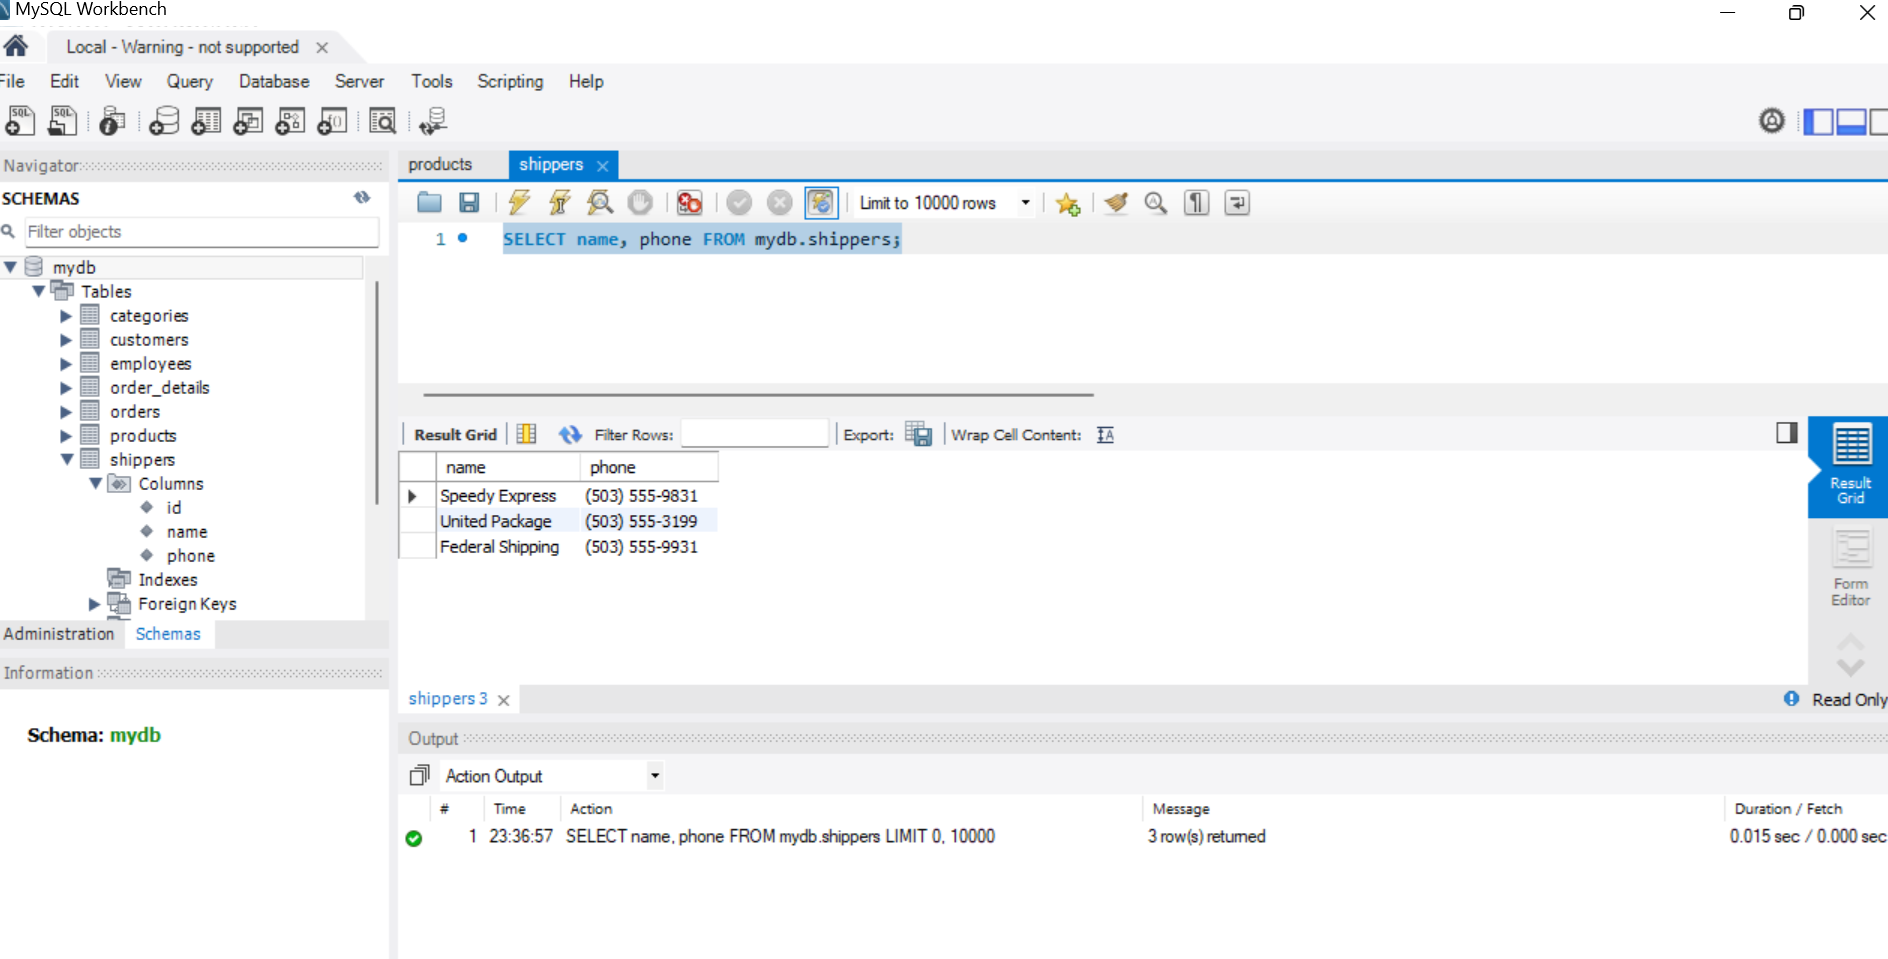 MySQL Workbench
Local - Warning - not supported
File Edit View Query Database Server Tools Scripting Help
Navigator
SCHEMAS
Filter objects
mydb
Tables
categories
customers
employees
order_details
orders
products
shippers
Columns
id
name
phone
Indexes
Foreign Keys
Administration Schemas
Information
Schema: mydb
products shippers
Limit to 10000 rows
1 SELECT name, phone FROM mydb.shippers;
Result Grid Filter Rows: Export: Wrap Cell Content:
name phone
Speedy Express (503) 555-9831
United Package (503) 555-3199
Federal Shipping (503) 555-9931
Result
Grid
Form
Editor
shippers 3 Read Only
Output
Action Output
# Time Action Message Duration / Fetch
1 23:36:57 SELECT name, phone FROM mydb.shippers LIMIT 0, 10000 3 row(s) returned 0.015 sec / 0.000 sec